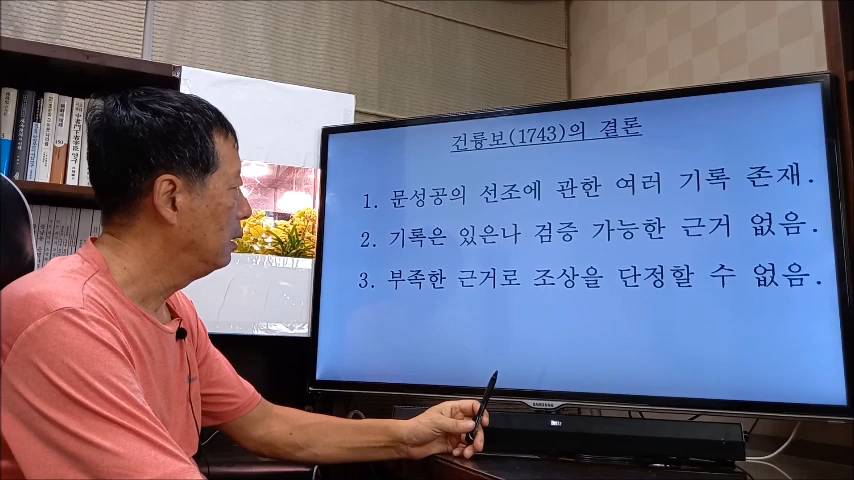 건륭보(1743)의 결론
1. 문성공의 선조에 관한 여러 기록 존재.
2. 기록은 있은나 검증 가능한 근거 없음.
3. 부족한 근거로 조상을 단정할 수 없음.
SAMSUNG